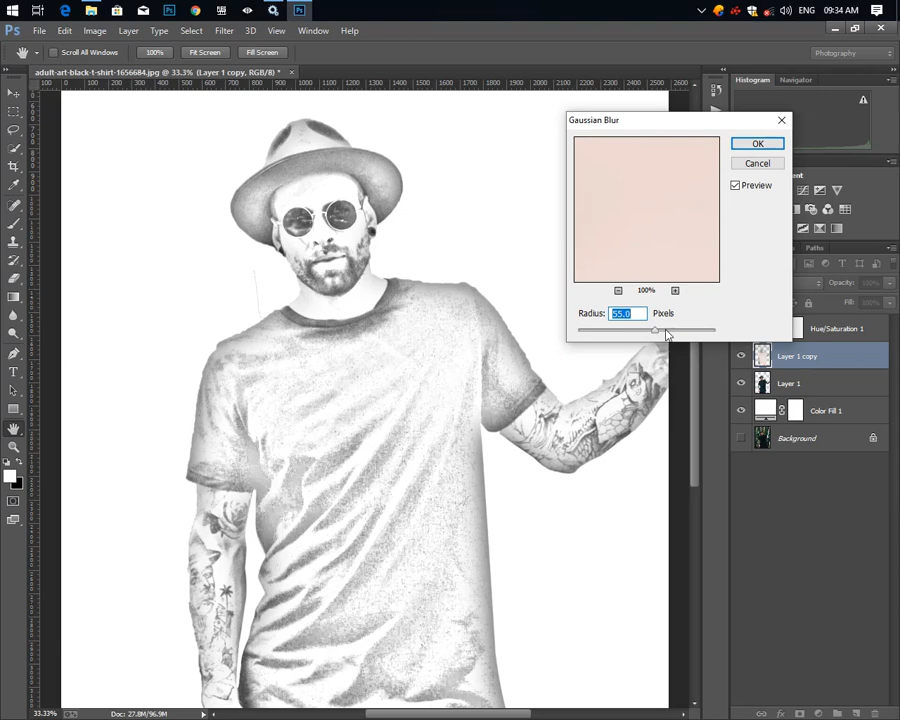 ENG 09:34 AM
Ps File Edit Image Layer Type Select Filter 3D View Window Help
Scroll All Windows 100% Fit Screen Fill Screen Photography
adult-art-black-t-shirt-1656684.jpg @ 33.3% (Layer 1 copy, RGB/8) * ×
Histogram Navigator
Gaussian Blur
OK
Cancel
Preview
100%
Radius: 55.0 Pixels
Paths
Opacity: 100%
Fill: 100%
Hue/Saturation 1
Layer 1 copy
Layer 1
Color Fill 1
Background
33.33% Doc: 27.8M/96.9M